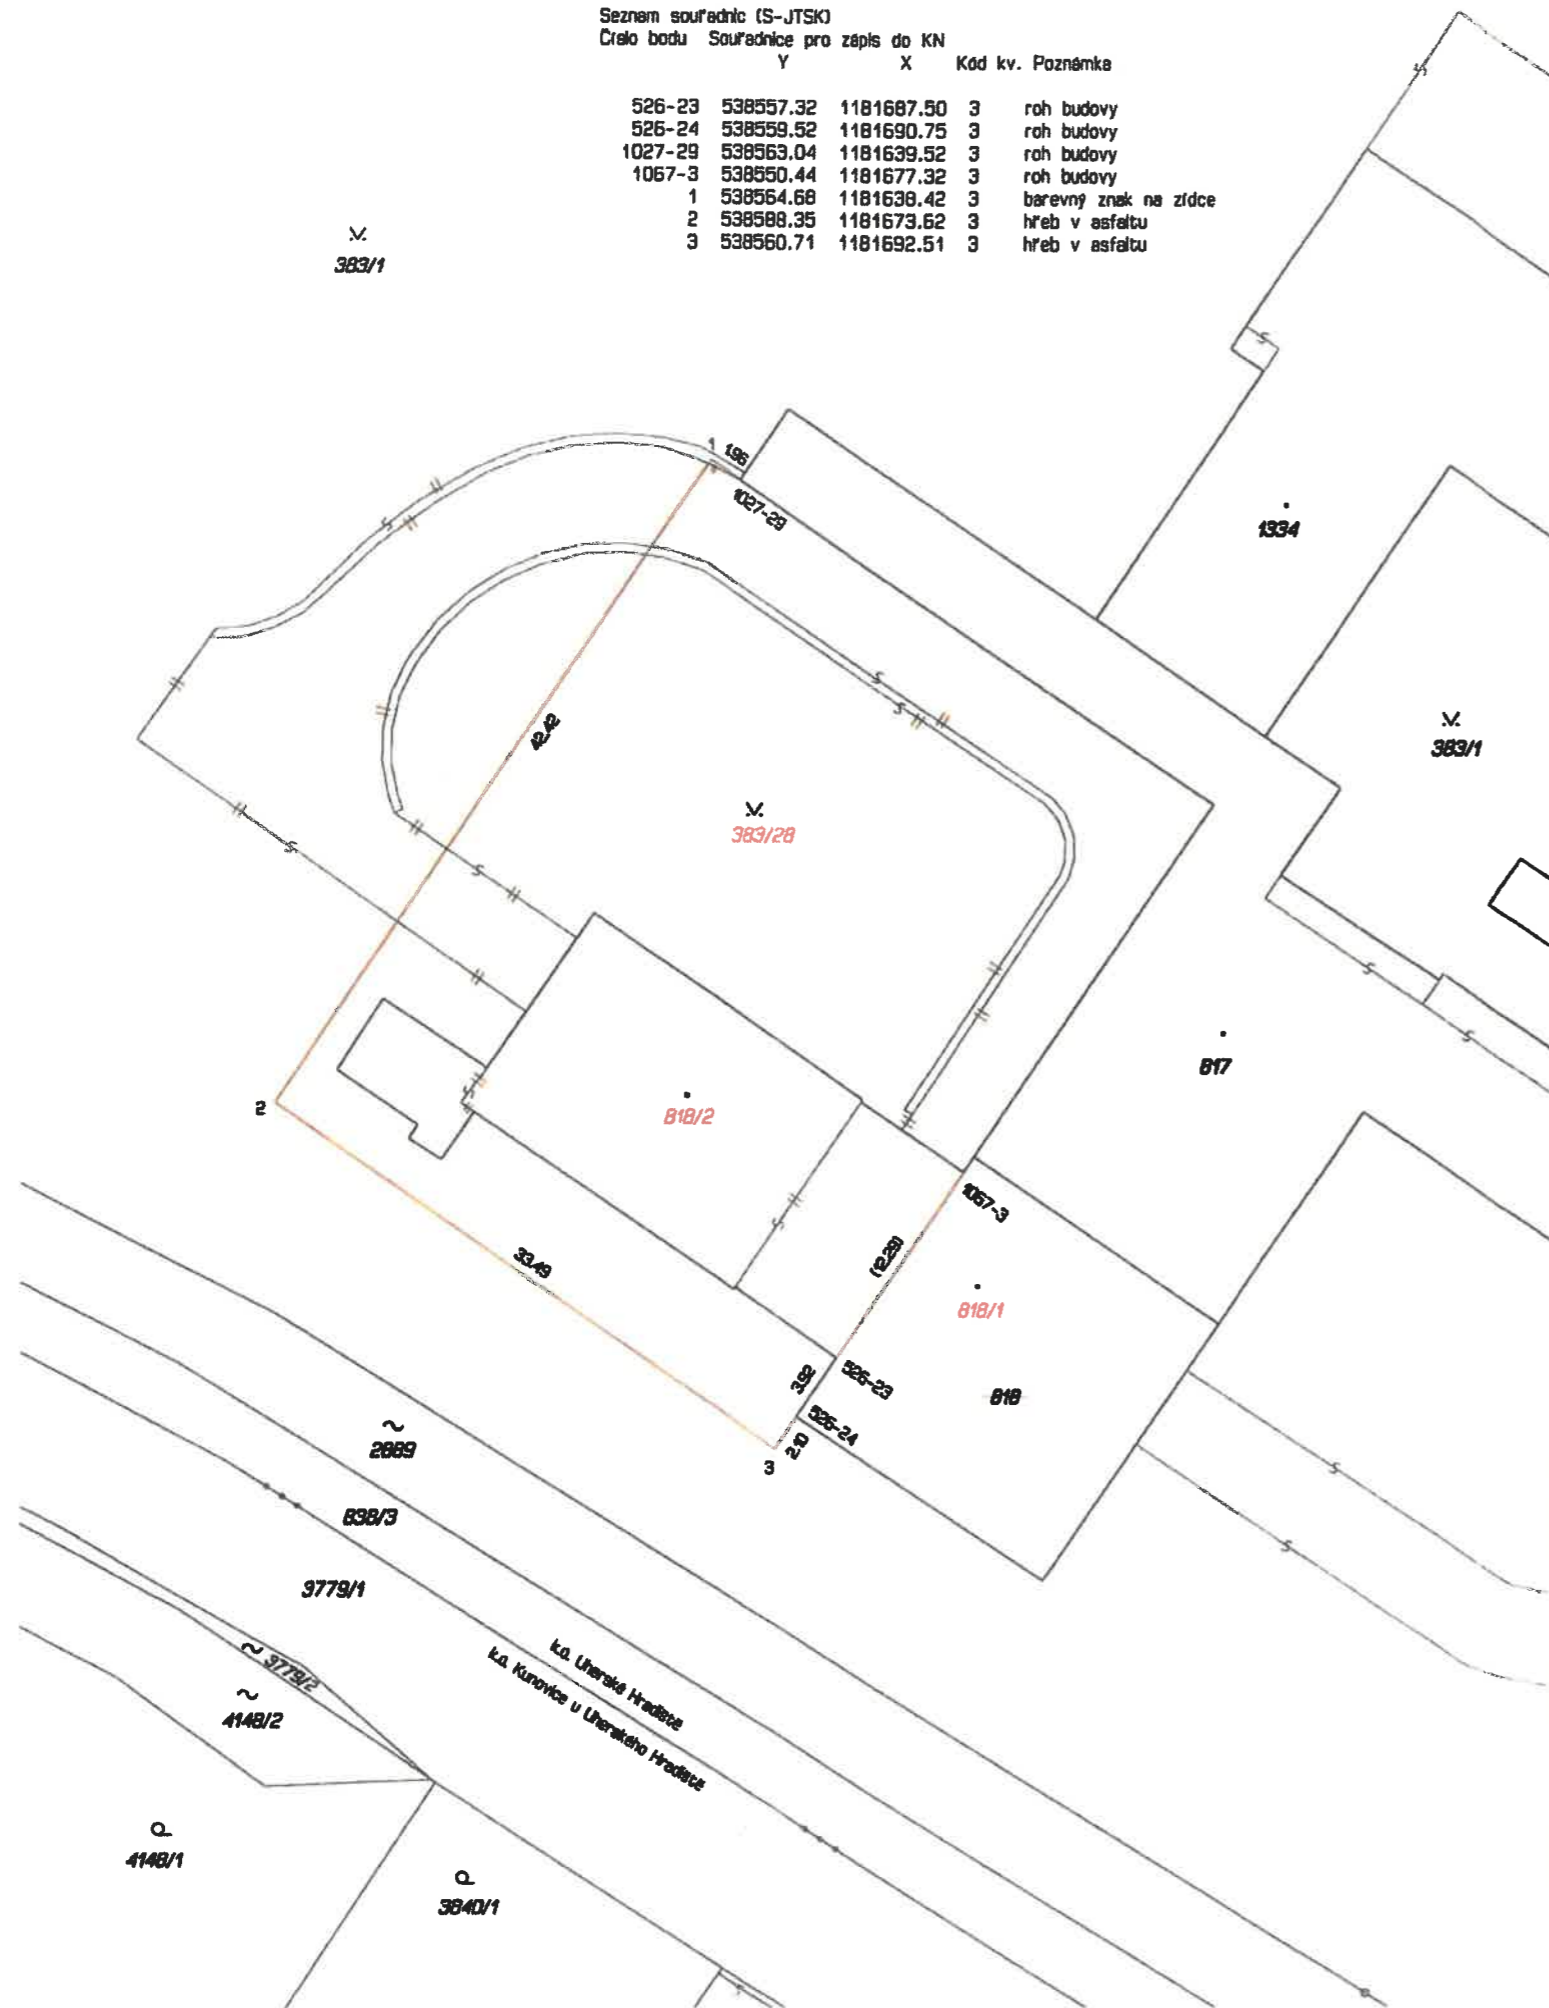 Seznam souřadnic (S-JTSK)
Číslo bodu Souřadnice pro zápis do KN
Y X Kód kv. Poznámka
526-23 538557.32 1181687.50 3 roh budovy
526-24 538559.52 1181690.75 3 roh budovy
1027-29 538563.04 1181639.52 3 roh budovy
1067-3 538550.44 1181677.32 3 roh budovy
1 538564.68 1181638.42 3 barevný znak na zídce
2 538588.35 1181673.62 3 hřeb v asfaltu
3 538560.71 1181692.51 3 hřeb v asfaltu
383/1
1
1.96
1027-29
1334
42.42
383/1
383/28
817
2
818/2
1067-3
(12.29)
33.49
818/1
3.92
526-23
818
526-24
2.10
3
2889
838/3
3779/1
k.ú. Uherské Hradiště
k.ú. Kunovice u Uherského Hradiště
3779/2
4148/2
4148/1
3840/1